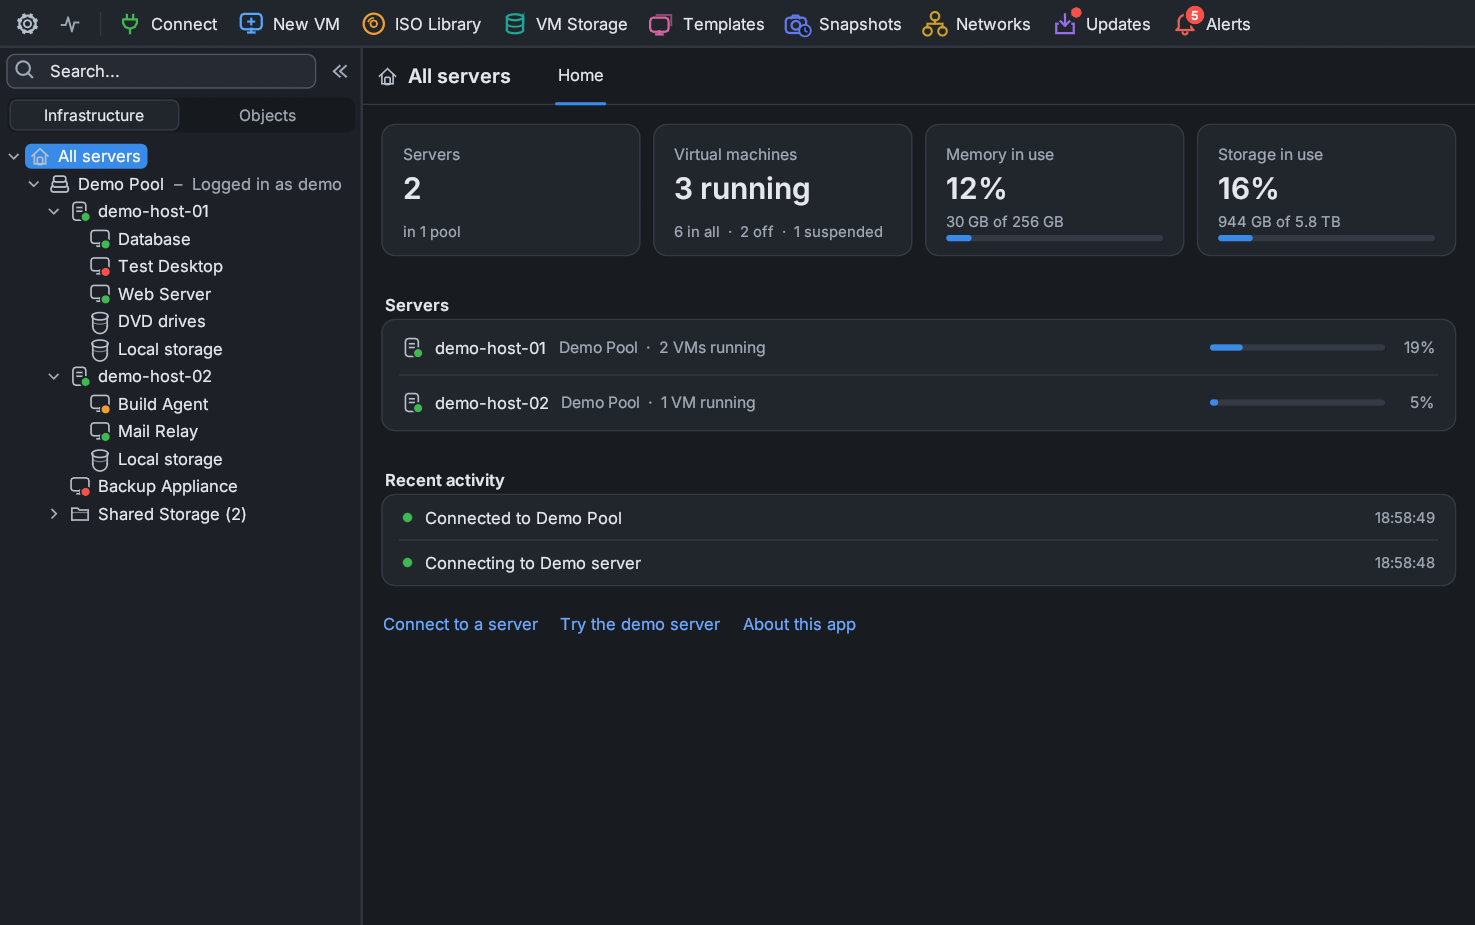 Connect New VM ISO Library VM Storage Templates Snapshots Networks Updates 5 Alerts
Search...
Infrastructure Objects
All servers
Demo Pool – Logged in as demo
demo-host-01
Database
Test Desktop
Web Server
DVD drives
Local storage
demo-host-02
Build Agent
Mail Relay
Local storage
Backup Appliance
Shared Storage (2)
All servers Home
Servers
2
in 1 pool
Virtual machines
3 running
6 in all · 2 off · 1 suspended
Memory in use
12%
30 GB of 256 GB
Storage in use
16%
944 GB of 5.8 TB
Servers
demo-host-01 Demo Pool · 2 VMs running 19%
demo-host-02 Demo Pool · 1 VM running 5%
Recent activity
Connected to Demo Pool 18:58:49
Connecting to Demo server 18:58:48
Connect to a server Try the demo server About this app